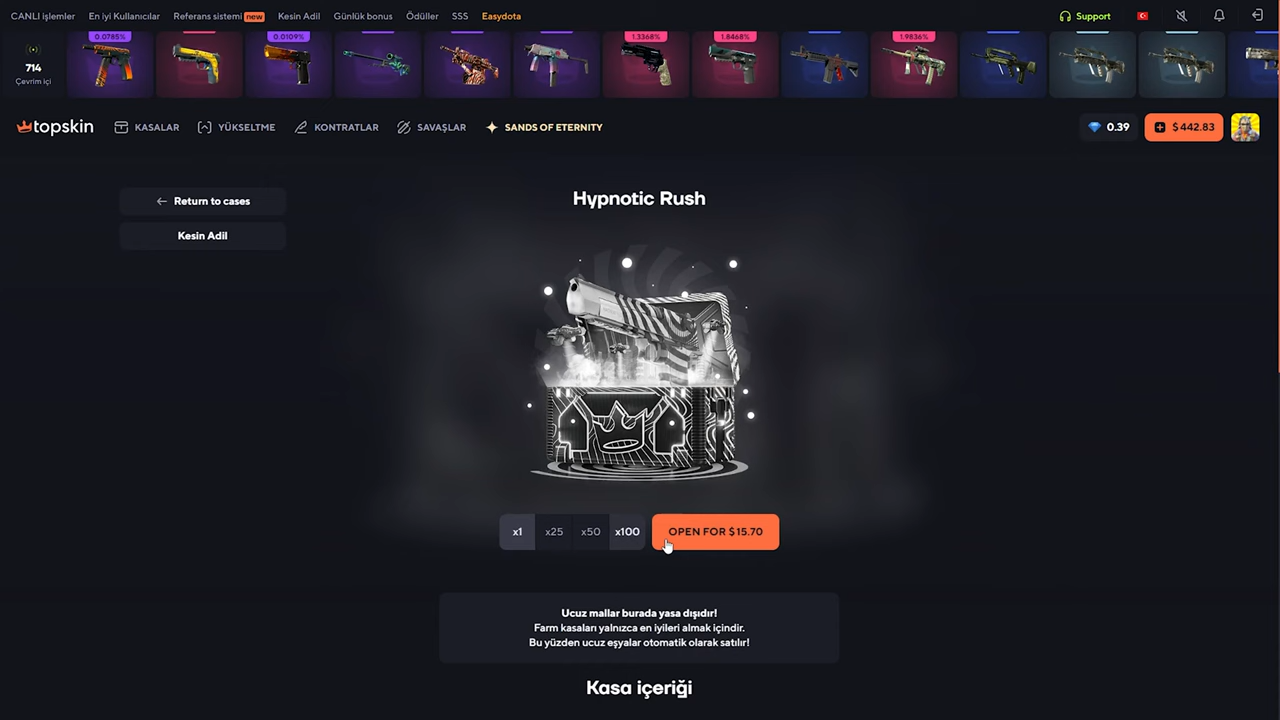 CANLI işlemler
En iyi Kullanıcılar
Referans sistemi new
Kesin Adil
Günlük bonus
Ödüller
SSS
Easydota
Support
714
Çevrim içi
0.0785%
0.0109%
1.3368%
1.8468%
1.9836%
topskin
KASALAR
YÜKSELTME
KONTRATLAR
SAVAŞLAR
SANDS OF ETERNITY
0.39
$ 442.83
Return to cases
Kesin Adil
Hypnotic Rush
x1
x25
x50
x100
OPEN FOR $ 15.70
Ucuz mallar burada yasa dışıdır!
Farm kasaları yalnızca en iyileri almak içindir.
Bu yüzden ucuz eşyalar otomatik olarak satılır!
Kasa içeriği